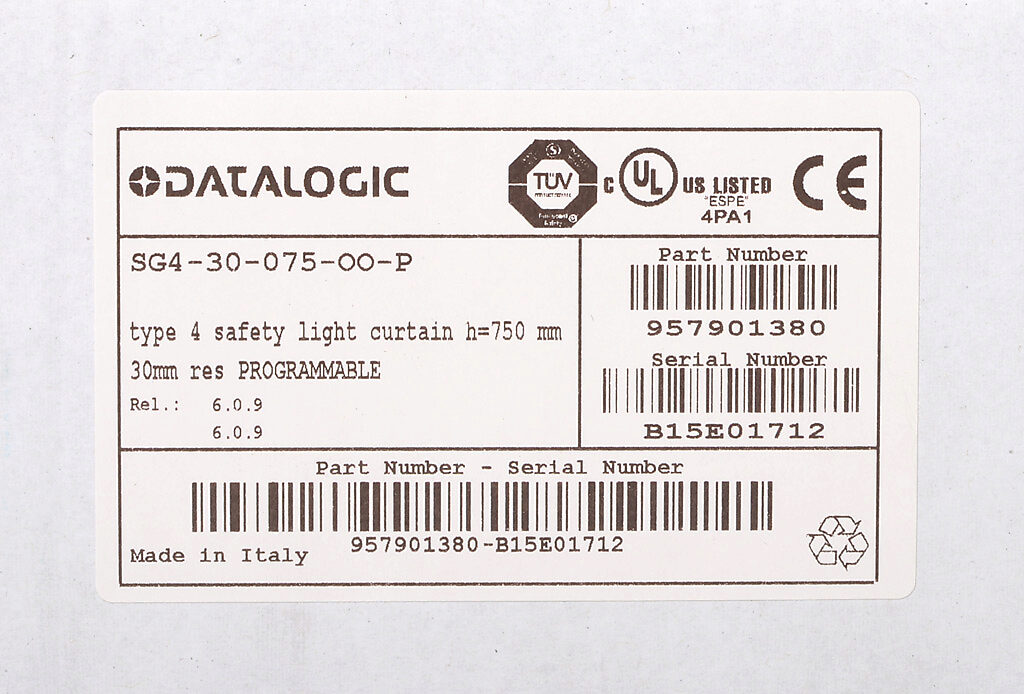 DATALOGIC
TÜV
C UL US LISTED
"ESPE"
4PA1
CE
SG4-30-075-OO-P
type 4 safety light curtain h=750 mm
30mm res PROGRAMMABLE
Rel.: 6.0.9
6.0.9
Part Number
957901380
Serial Number
B15E01712
Part Number - Serial Number
957901380-B15E01712
Made in Italy